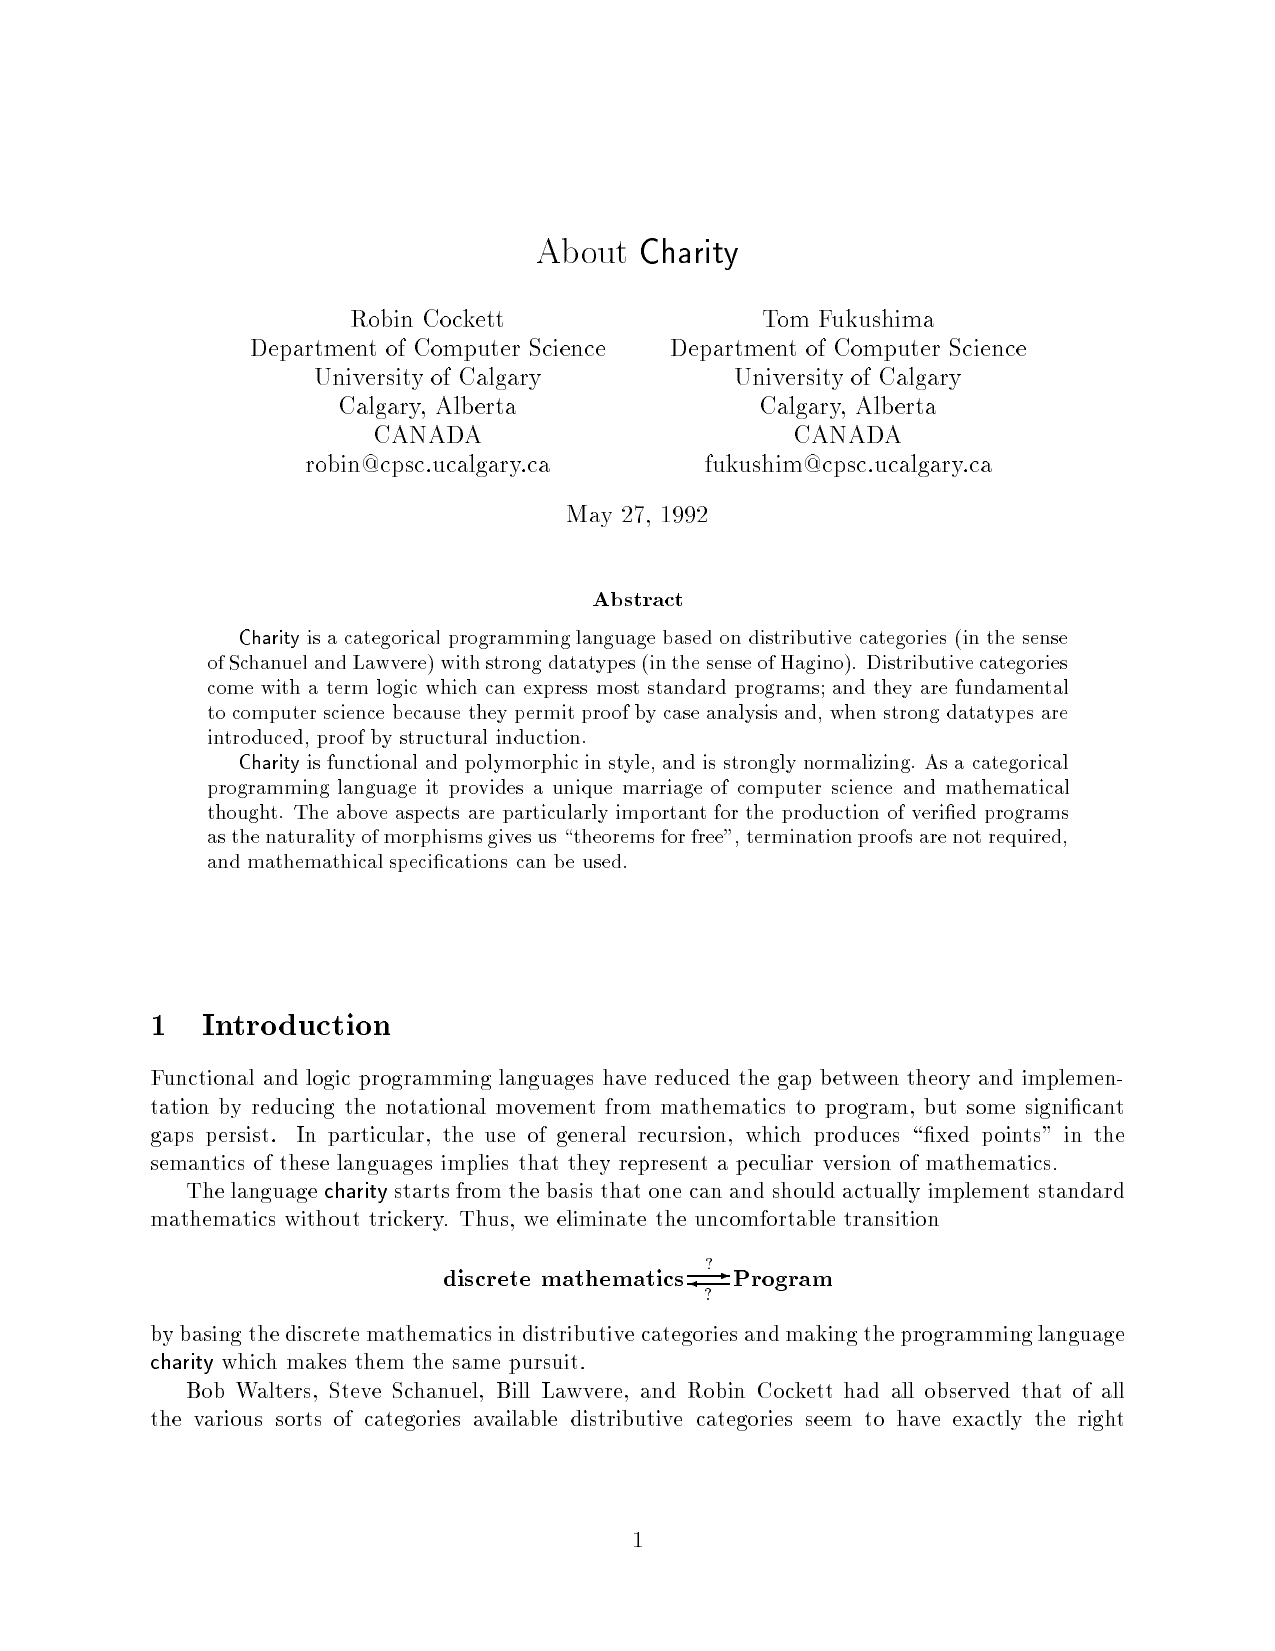 About Charity
Robin Cockett
Department of Computer Science
University of Calgary
Calgary, Alberta
CANADA
robin@cpsc.ucalgary.ca
Tom Fukushima
Department of Computer Science
University of Calgary
Calgary, Alberta
CANADA
fukushim@cpsc.ucalgary.ca
May 27, 1992
Abstract
Charity is a categorical programming language based on distributive categories (in the sense
of Schanuel and Lawvere) with strong datatypes (in the sense of Hagino). Distributive categories
come with a term logic which can express most standard programs; and they are fundamental
to computer science because they permit proof by case analysis and, when strong datatypes are
introduced, proof by structural induction.
Charity is functional and polymorphic in style, and is strongly normalizing. As a categorical
programming language it provides a unique marriage of computer science and mathematical
thought. The above aspects are particularly important for the production of verified programs
as the naturality of morphisms gives us “theorems for free”, termination proofs are not required,
and mathemathical specifications can be used.
1 Introduction
Functional and logic programming languages have reduced the gap between theory and implemen-
tation by reducing the notational movement from mathematics to program, but some significant
gaps persist. In particular, the use of general recursion, which produces “fixed points” in the
semantics of these languages implies that they represent a peculiar version of mathematics.
The language charity starts from the basis that one can and should actually implement standard
mathematics without trickery. Thus, we eliminate the uncomfortable transition
?
discrete mathematics ⇄ Program
?
by basing the discrete mathematics in distributive categories and making the programming language
charity which makes them the same pursuit.
Bob Walters, Steve Schanuel, Bill Lawvere, and Robin Cockett had all observed that of all
the various sorts of categories available distributive categories seem to have exactly the right
1